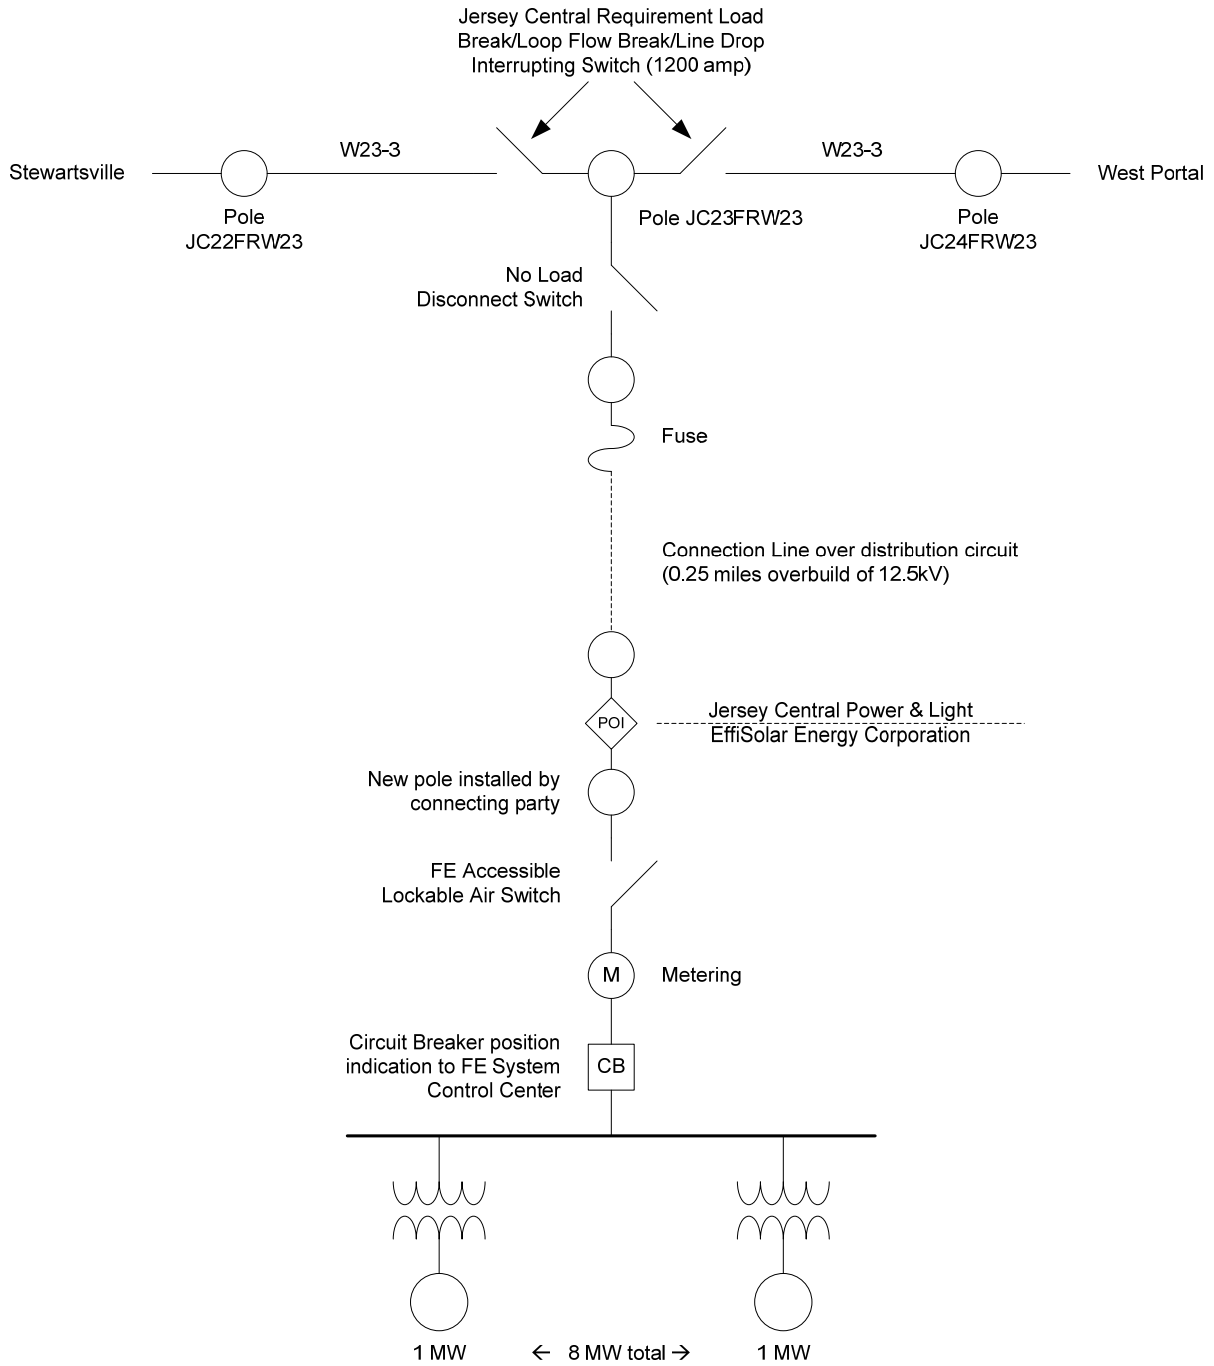 Jersey Central Requirement Load
Break/Loop Flow Break/Line Drop
Interrupting Switch (1200 amp)
W23-3
W23-3
Stewartsville
West Portal
Pole
JC22FRW23
Pole JC23FRW23
Pole
JC24FRW23
No Load
Disconnect Switch
Fuse
Connection Line over distribution circuit
(0.25 miles overbuild of 12.5kV)
POI
Jersey Central Power & Light
EffiSolar Energy Corporation
New pole installed by
connecting party
FE Accessible
Lockable Air Switch
M
Metering
Circuit Breaker position
indication to FE System
Control Center
CB
1 MW
← 8 MW total →
1 MW